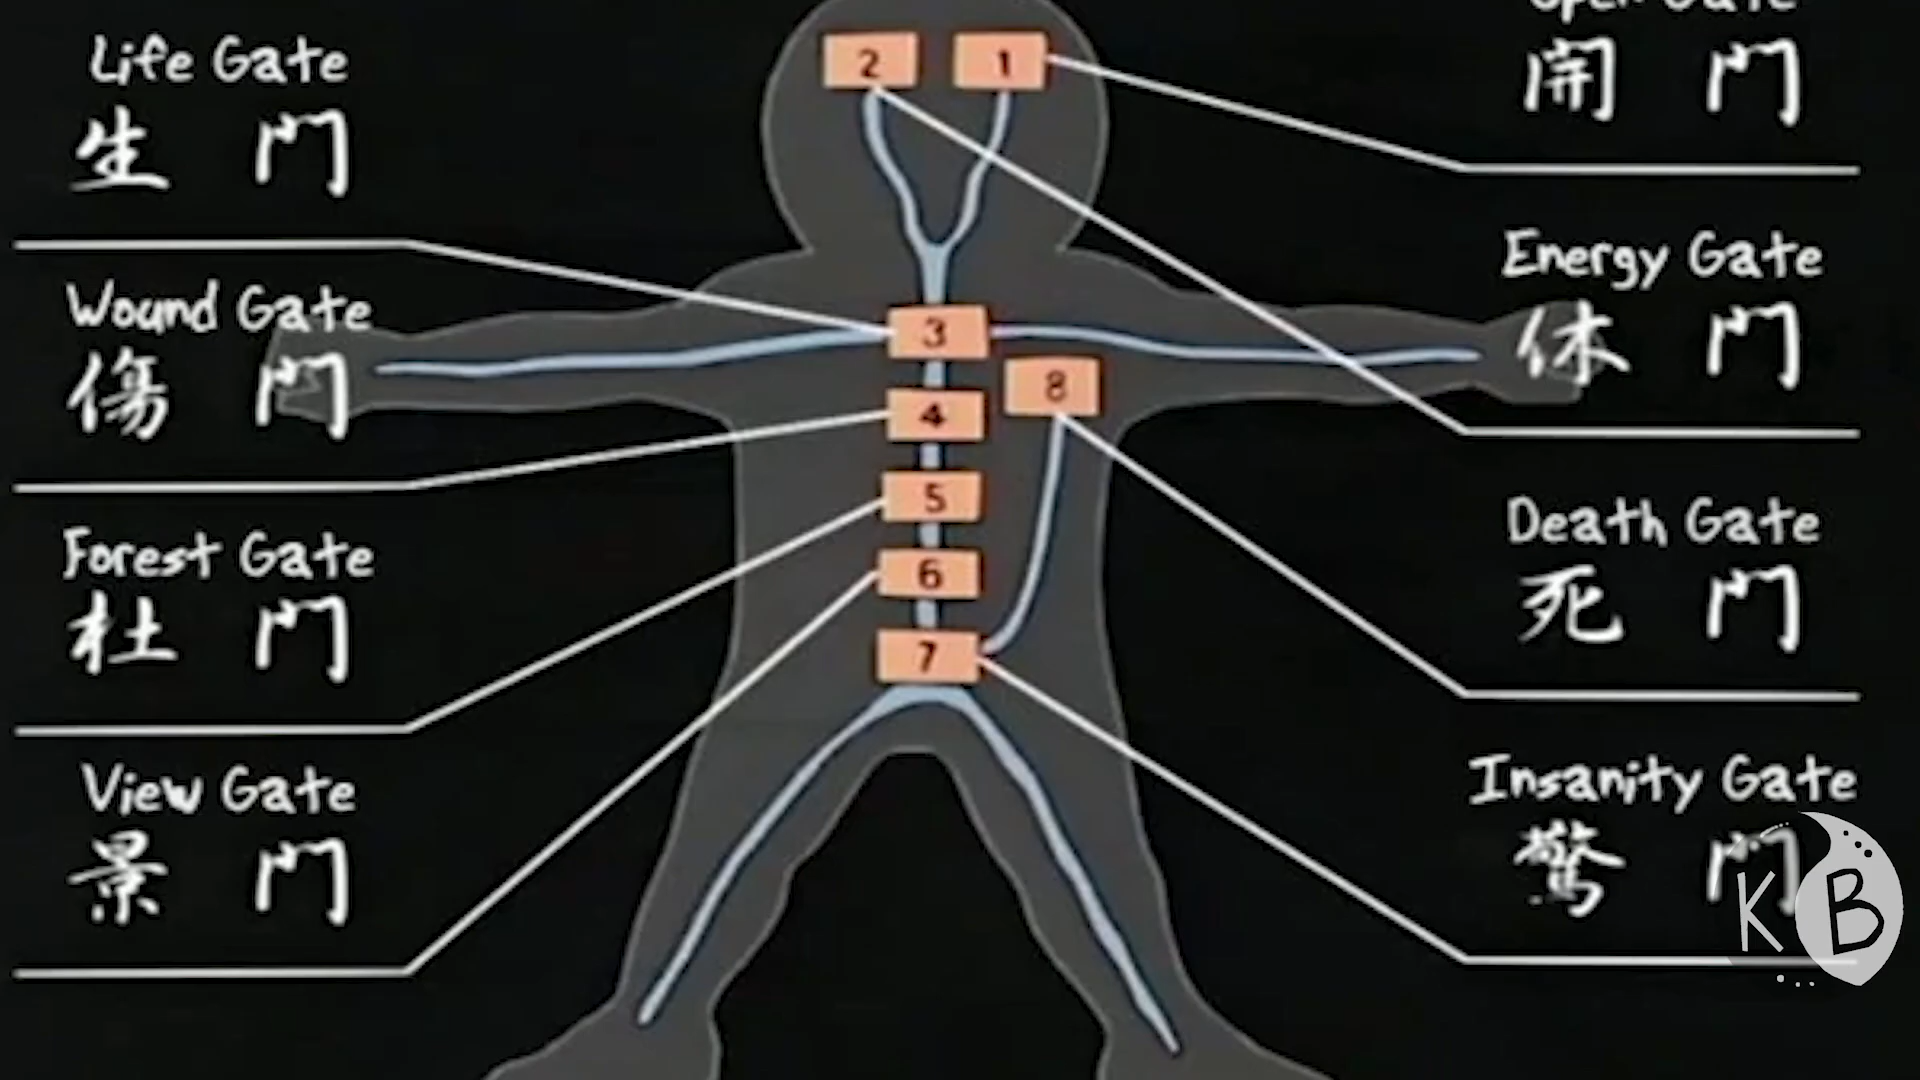 Open Gate
開 門
Life Gate
生 門
2
1
Energy Gate
休 門
Wound Gate
傷 門
3
8
4
5
Death Gate
死 門
Forest Gate
杜 門
6
7
Insanity Gate
驚 門
View Gate
景 門
K B